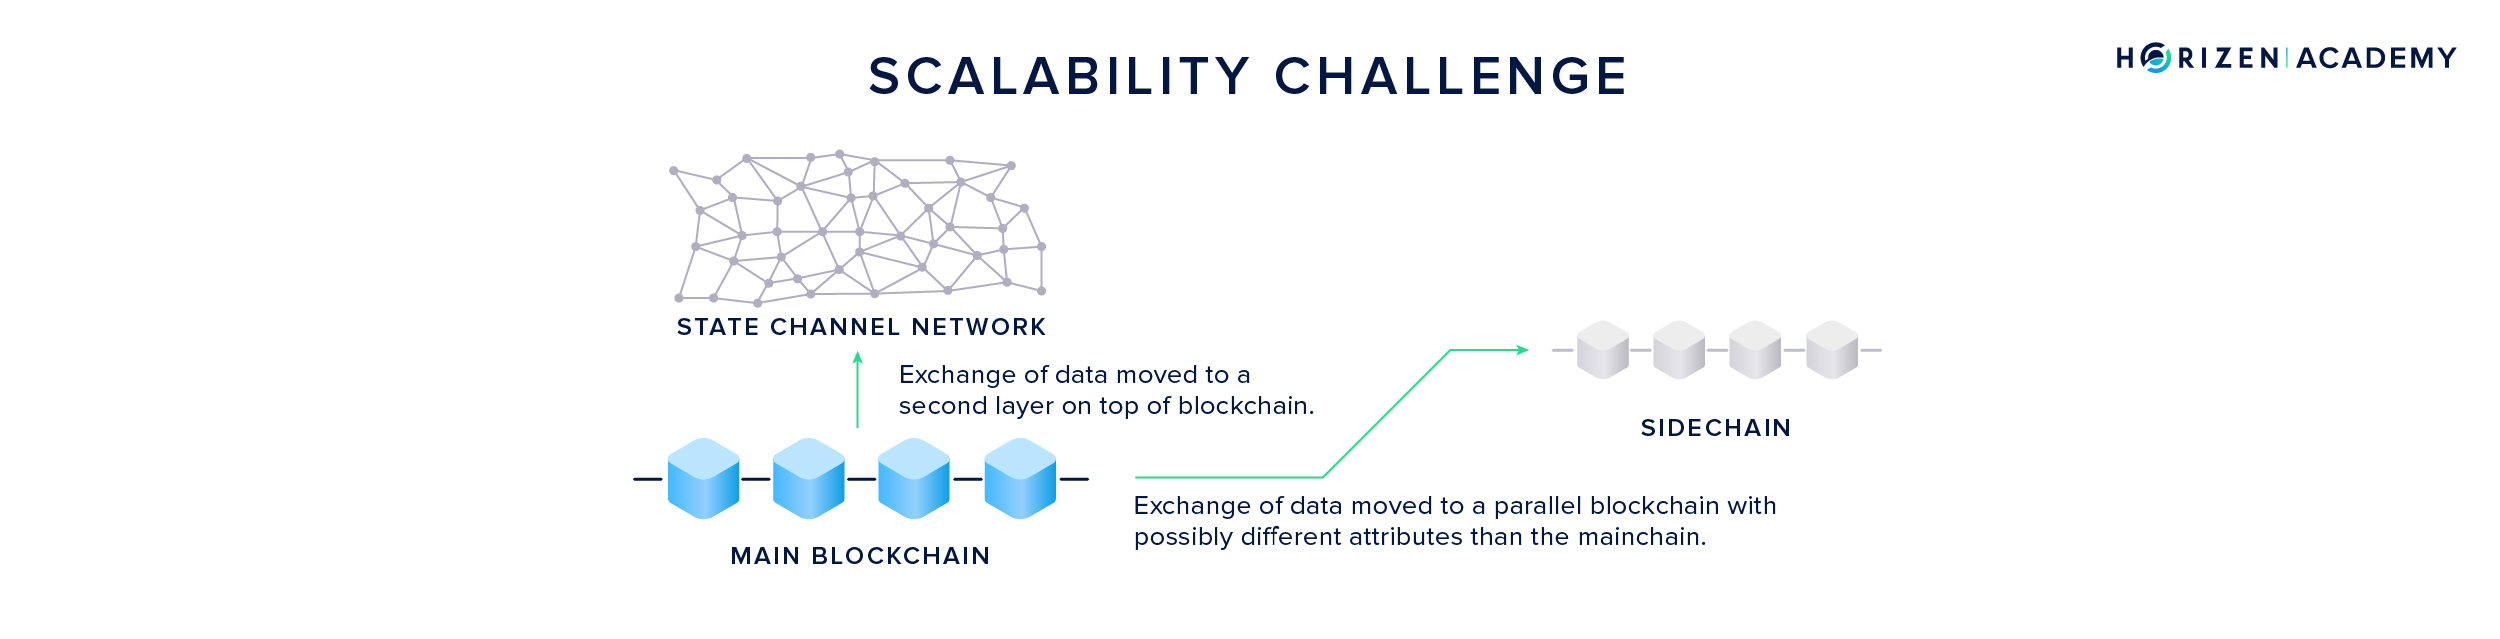 SCALABILITY CHALLENGE
HORIZEN ACADEMY
STATE CHANNEL NETWORK
Exchange of data moved to a
second layer on top of blockchain.
SIDECHAIN
Exchange of data moved to a parallel blockchain with
possibly different attributes than the mainchain.
MAIN BLOCKCHAIN